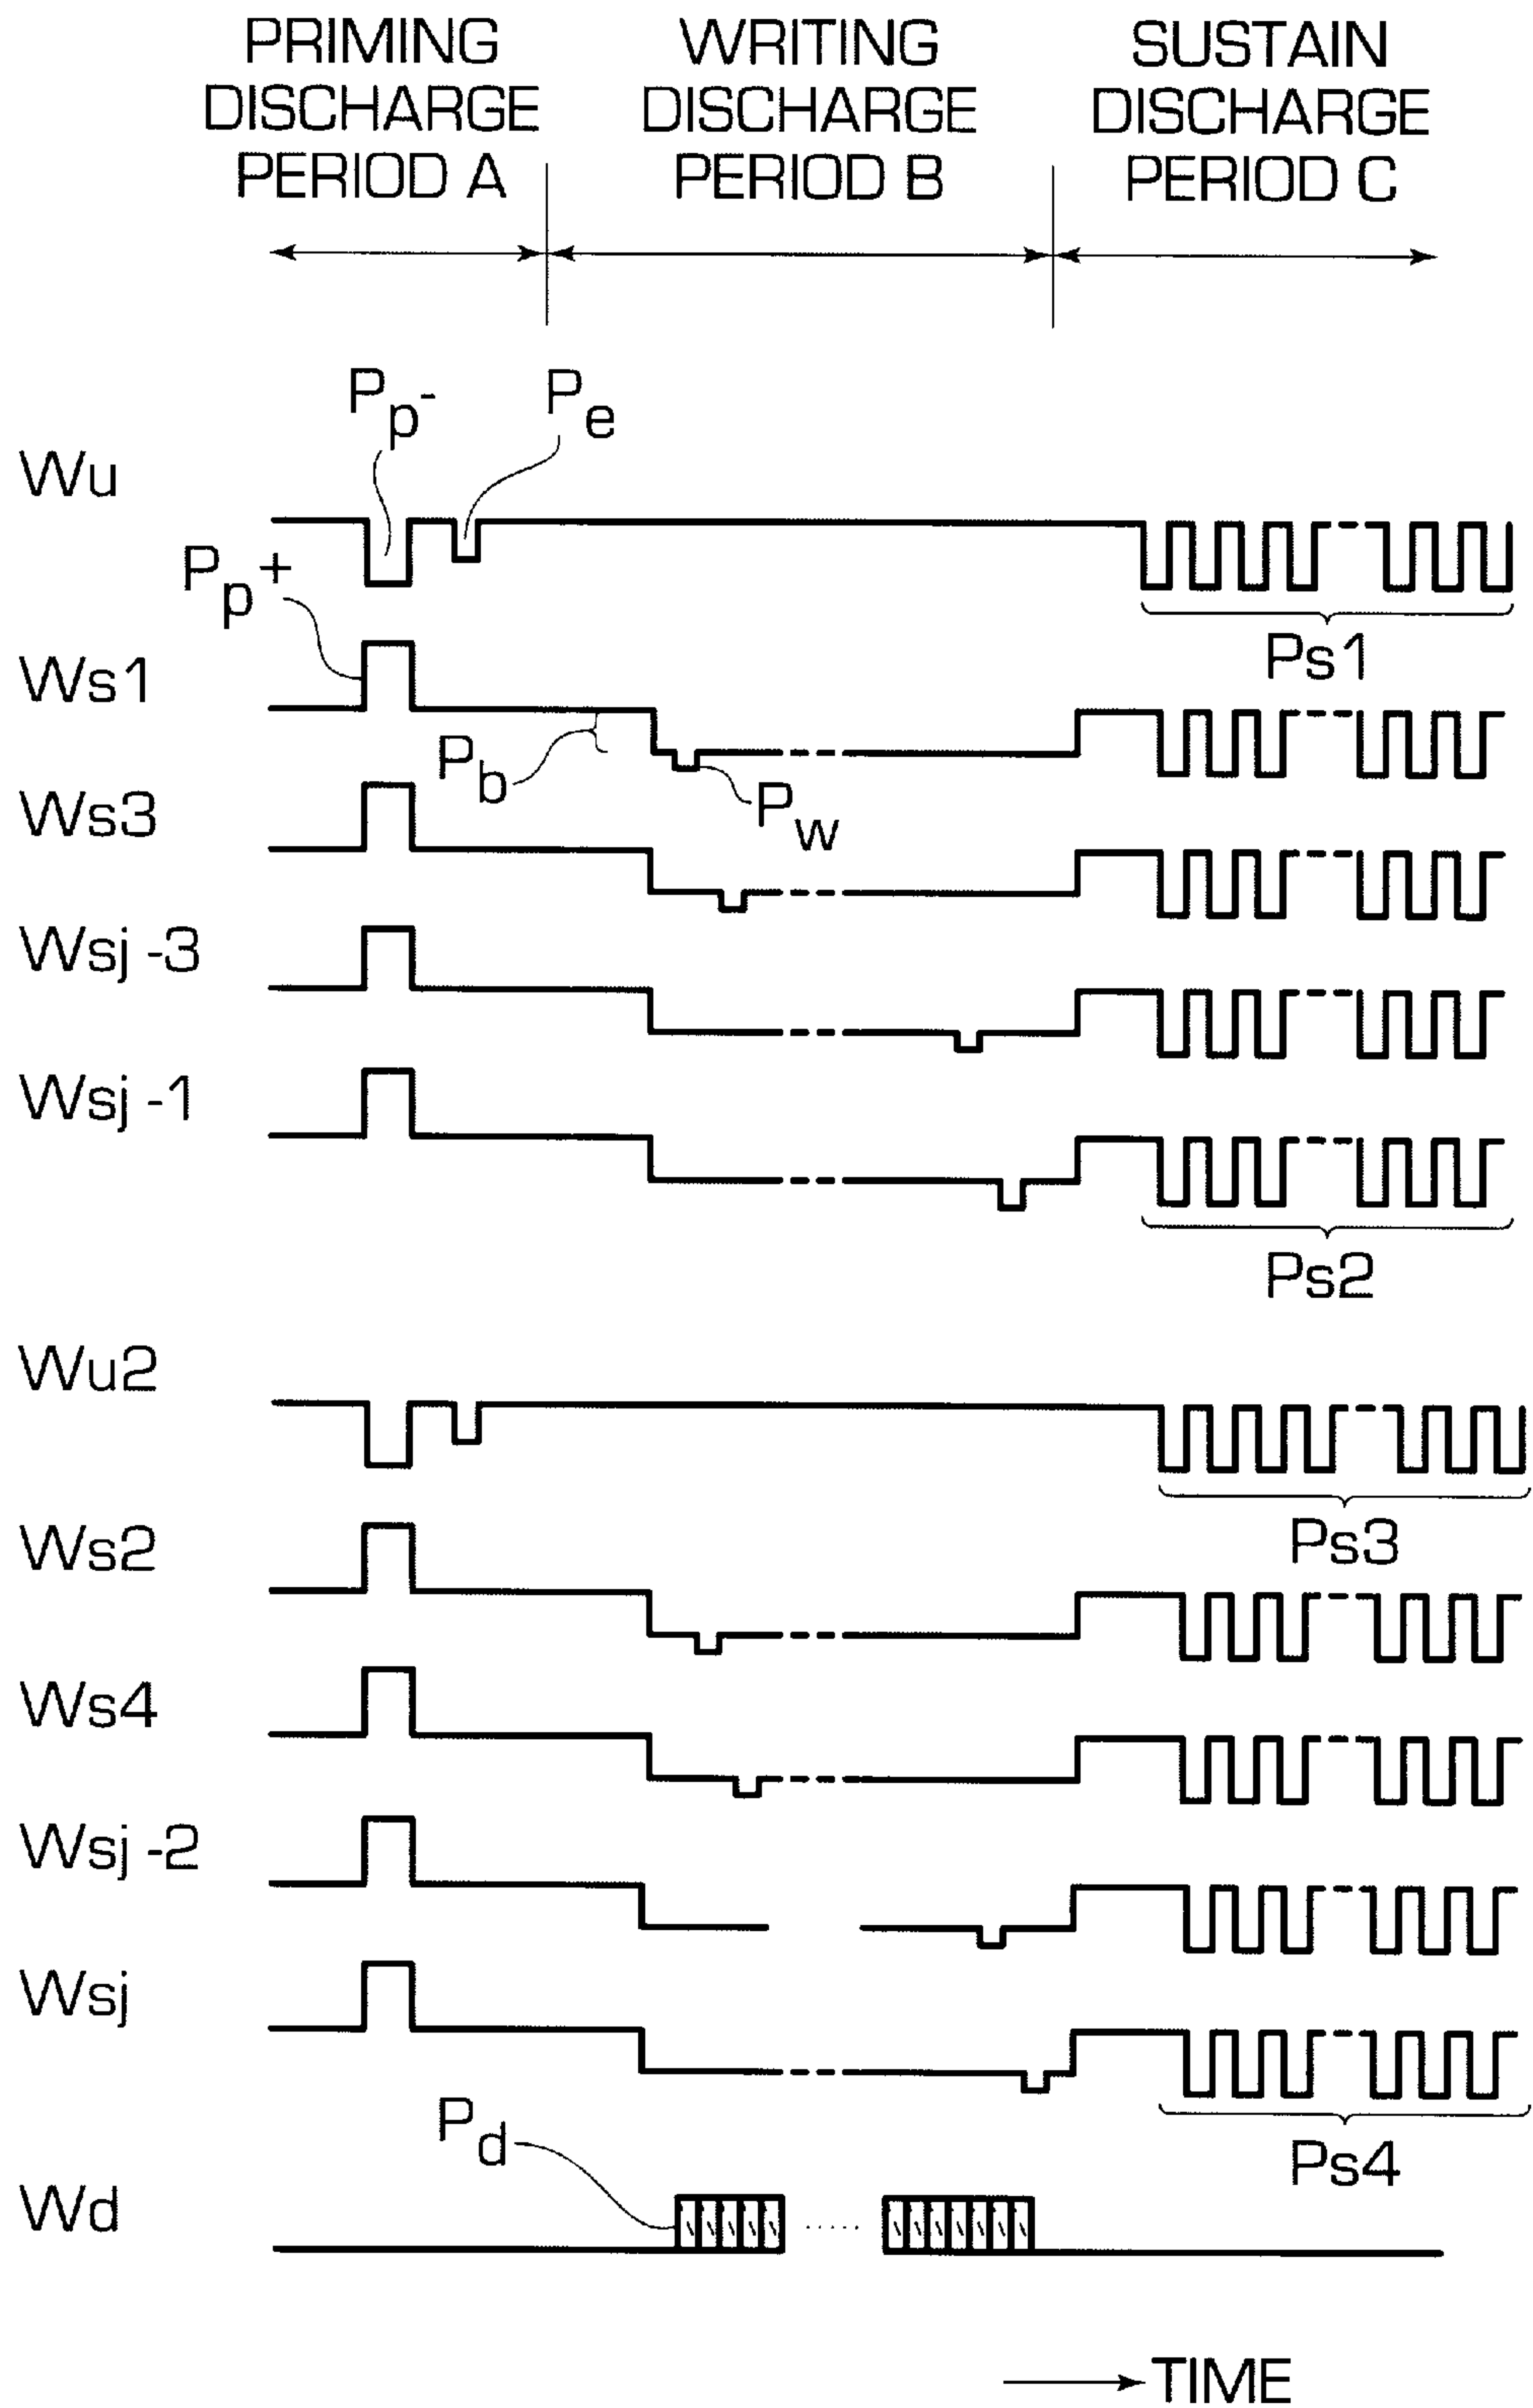 PRIMING DISCHARGE PERIOD A
WRITING DISCHARGE PERIOD B
SUSTAIN DISCHARGE PERIOD C
Pp-
Pe
Wu
Pp+
Ps1
Ws1
Pb
Pw
Ws3
Wsj-3
Wsj-1
Ps2
Wu2
Ps3
Ws2
Ws4
Wsj-2
Wsj
Pd
Ps4
Wd
TIME